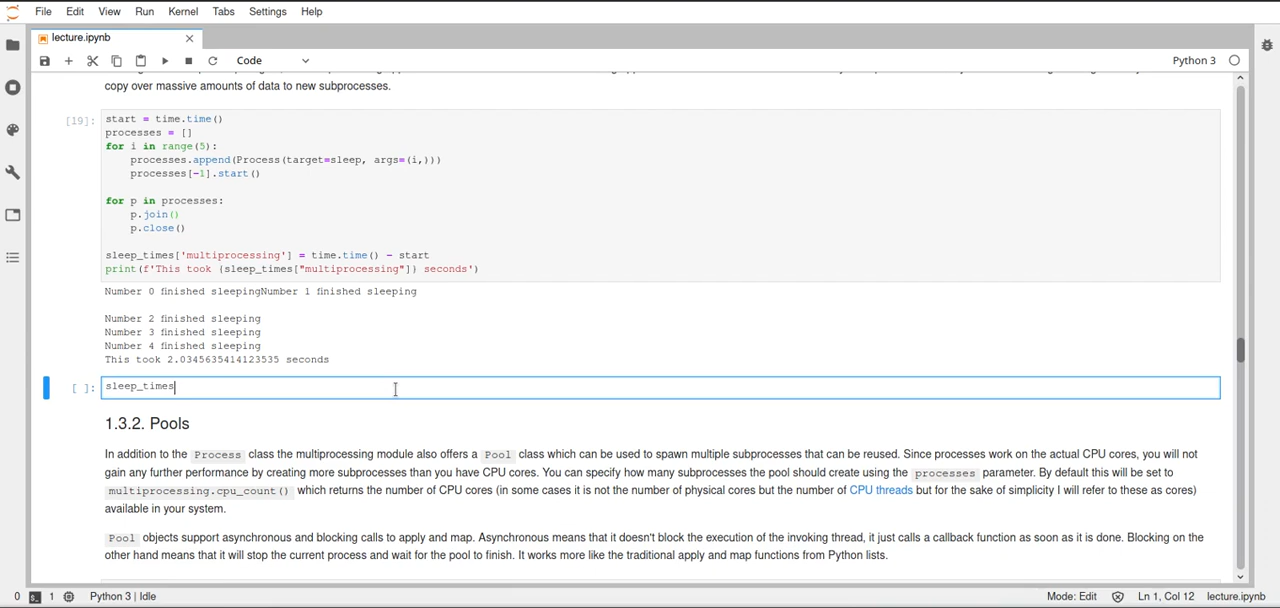 File Edit View Run Kernel Tabs Settings Help
lecture.ipynb
Code
Python 3
copy over massive amounts of data to new subprocesses.
[19]:
start = time.time()
processes = []
for i in range(5):
    processes.append(Process(target=sleep, args=(i,)))
    processes[-1].start()
for p in processes:
    p.join()
    p.close()
sleep_times['multiprocessing'] = time.time() - start
print(f'This took {sleep_times["multiprocessing"]} seconds')
Number 0 finished sleepingNumber 1 finished sleeping
Number 2 finished sleeping
Number 3 finished sleeping
Number 4 finished sleeping
This took 2.0345635414123535 seconds
[ ]: sleep_times
1.3.2. Pools
In addition to the Process class the multiprocessing module also offers a Pool class which can be used to spawn multiple subprocesses that can be reused. Since processes work on the actual CPU cores, you will not
gain any further performance by creating more subprocesses than you have CPU cores. You can specify how many subprocesses the pool should create using the processes parameter. By default this will be set to
multiprocessing.cpu_count() which returns the number of CPU cores (in some cases it is not the number of physical cores but the number of CPU threads but for the sake of simplicity I will refer to these as cores)
available in your system.
Pool objects support asynchronous and blocking calls to apply and map. Asynchronous means that it doesn't block the execution of the invoking thread, it just calls a callback function as soon as it is done. Blocking on the
other hand means that it will stop the current process and wait for the pool to finish. It works more like the traditional apply and map functions from Python lists.
0 1 Python 3 | Idle
Mode: Edit Ln 1, Col 12 lecture.ipynb